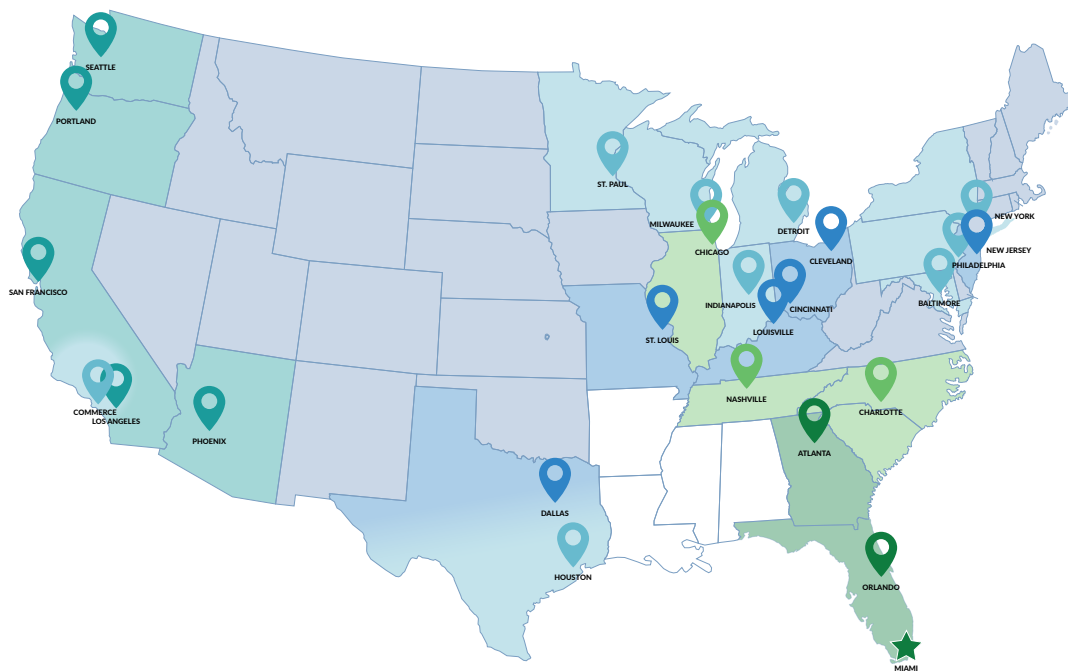 SEATTLE
PORTLAND
ST. PAUL
MILWAUKEE
NEW YORK
DETROIT
CHICAGO
NEW JERSEY
CLEVELAND
PHILADELPHIA
SAN FRANCISCO
INDIANAPOLIS
BALTIMORE
CINCINNATI
LOUISVILLE
ST. LOUIS
NASHVILLE
COMMERCE
CHARLOTTE
LOS ANGELES
PHOENIX
ATLANTA
DALLAS
HOUSTON
ORLANDO
MIAMI